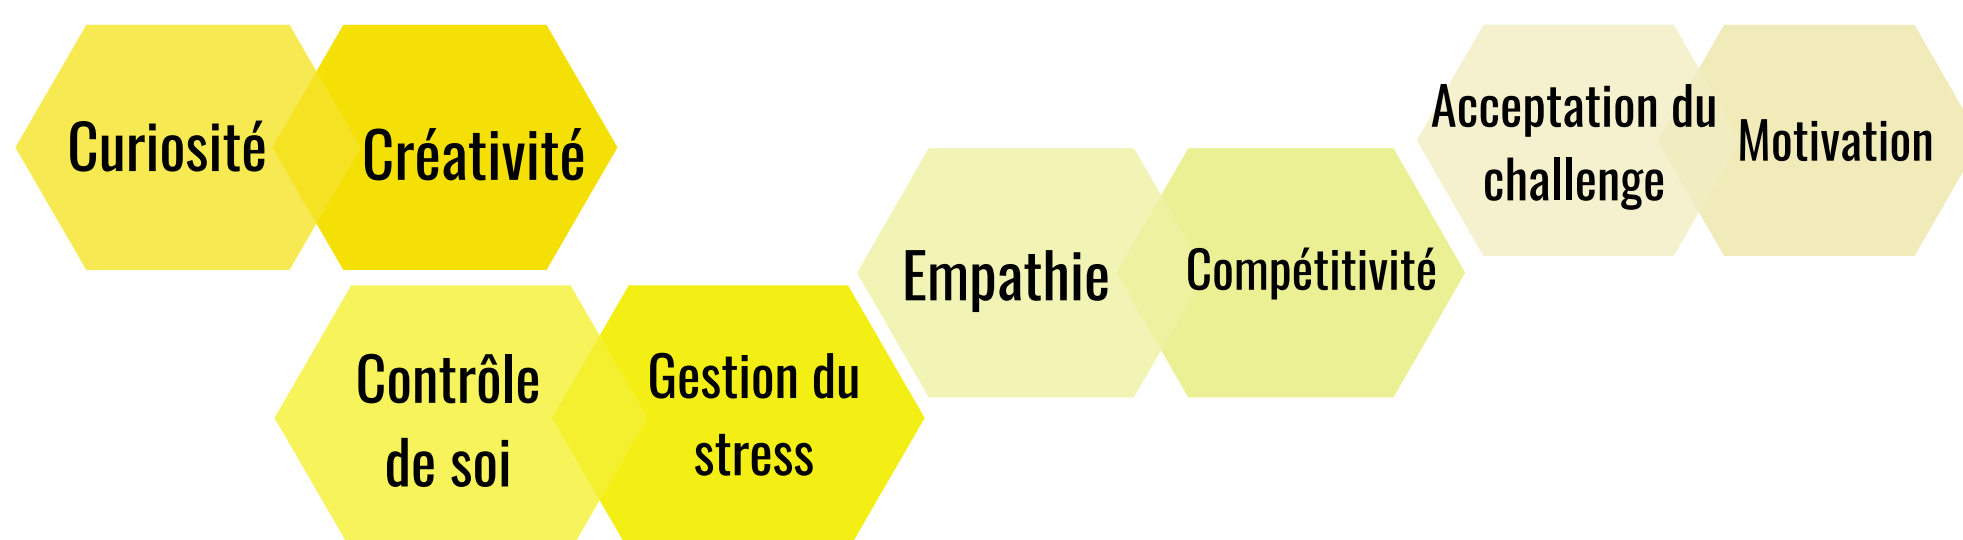 Curiosité
Créativité
Contrôle
de soi
Gestion du
stress
Empathie
Compétitivité
Acceptation du
challenge
Motivation